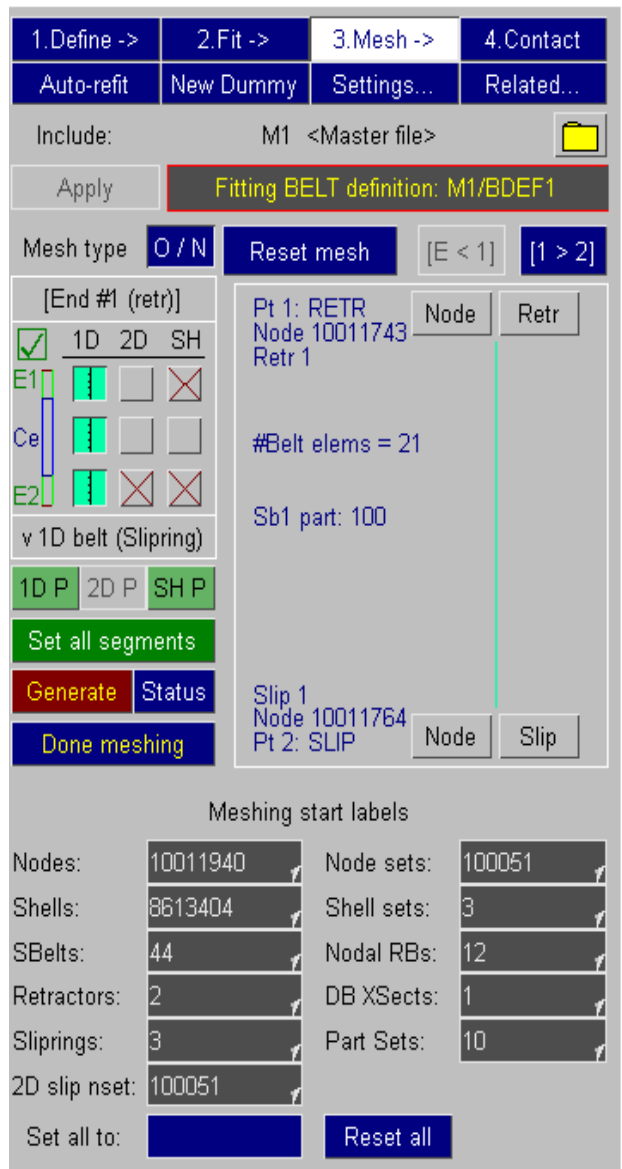 1.Define -> 2.Fit -> 3.Mesh -> 4.Contact
Auto-refit New Dummy Settings... Related...
Include: M1 <Master file>
Apply Fitting BELT definition: M1/BDEF1
Mesh type O / N Reset mesh [E < 1] [1 > 2]
[End #1 (retr)]
1D 2D SH
E1
Ce
E2
v 1D belt (Slipring)
1D P 2D P SH P
Set all segments
Generate Status
Done meshing
Pt 1: RETR
Node 10011743
Retr 1
Node Retr
#Belt elems = 21
Sb1 part: 100
Slip 1
Node 10011764
Pt 2: SLIP
Node Slip
Meshing start labels
Nodes: 10011940 Node sets: 100051
Shells: 8613404 Shell sets: 3
SBelts: 44 Nodal RBs: 12
Retractors: 2 DB XSects: 1
Sliprings: 3 Part Sets: 10
2D slip nset: 100051
Set all to: Reset all